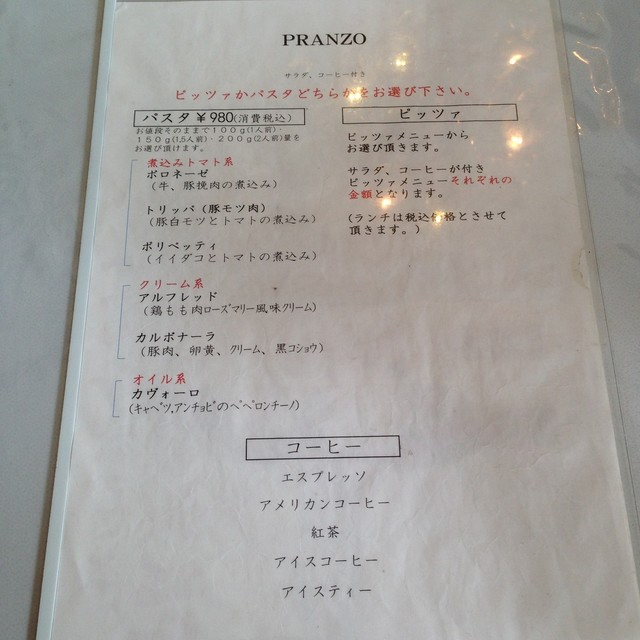 PRANZO
サラダ、コーヒー付き
ピッツァかパスタどちらかをお選び下さい。
パスタ￥980(消費税込)
お値段そのままで100g(1人前)・
150g(1.5人前)・200g(2人前)量を
お選び頂けます。
煮込みトマト系
ボロネーゼ
(牛、豚挽肉の煮込み)
トリッパ(豚モツ肉)
(豚白モツとトマトの煮込み)
ポリペッティ
(イイダコとトマトの煮込み)
クリーム系
アルフレッド
(鶏もも肉ローズマリー風味クリーム)
カルボナーラ
(豚肉、卵黄、クリーム、黒コショウ)
オイル系
カヴォーロ
(キャベツ,アンチョビのペペロンチーノ)
ピッツァ
ピッツァメニューから
お選び頂きます。
サラダ、コーヒーが付き
ピッツァメニューそれぞれの
金額となります。
(ランチは税込価格とさせて
頂きます。)
コーヒー
エスプレッソ
アメリカンコーヒー
紅茶
アイスコーヒー
アイスティー